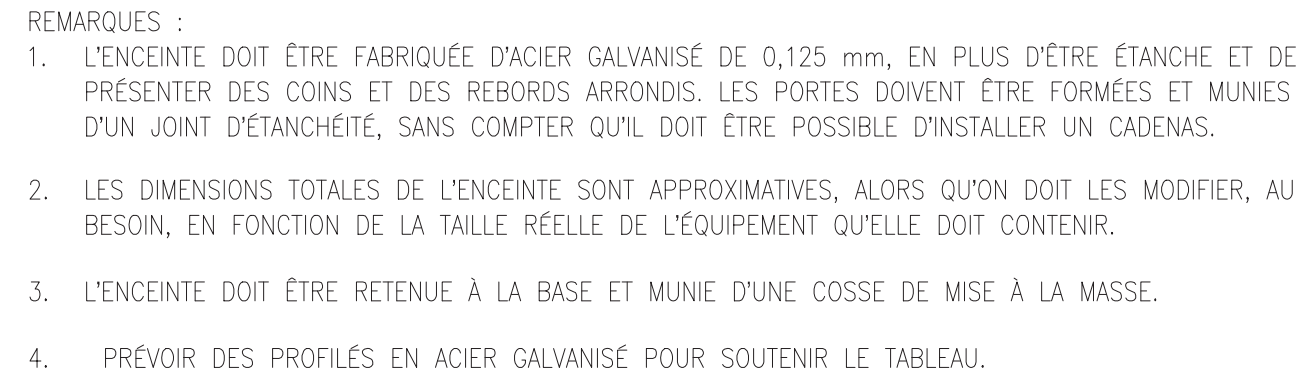 REMARQUES :
1. L'ENCEINTE DOIT ÊTRE FABRIQUÉE D'ACIER GALVANISÉ DE 0,125 mm, EN PLUS D'ÊTRE ÉTANCHE ET DE
PRÉSENTER DES COINS ET DES REBORDS ARRONDIS. LES PORTES DOIVENT ÊTRE FORMÉES ET MUNIES
D'UN JOINT D'ÉTANCHÉITÉ, SANS COMPTER QU'IL DOIT ÊTRE POSSIBLE D'INSTALLER UN CADENAS.
2. LES DIMENSIONS TOTALES DE L'ENCEINTE SONT APPROXIMATIVES, ALORS QU'ON DOIT LES MODIFIER, AU
BESOIN, EN FONCTION DE LA TAILLE RÉELLE DE L'ÉQUIPEMENT QU'ELLE DOIT CONTENIR.
3. L'ENCEINTE DOIT ÊTRE RETENUE À LA BASE ET MUNIE D'UNE COSSE DE MISE À LA MASSE.
4. PRÉVOIR DES PROFILÉS EN ACIER GALVANISÉ POUR SOUTENIR LE TABLEAU.